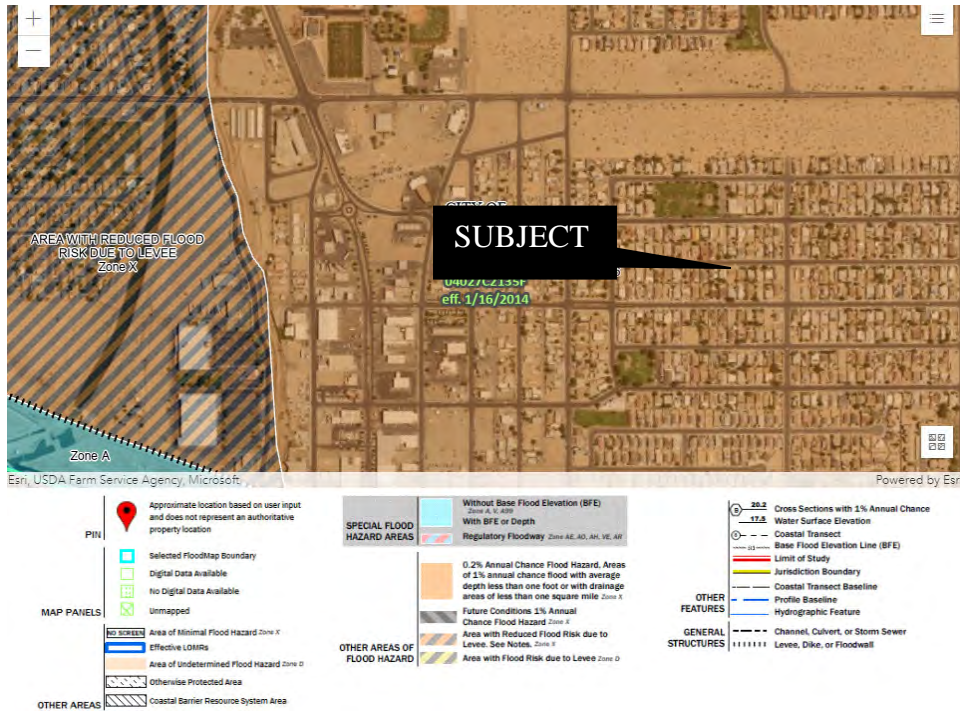 CITY OF
SUBJECT
AREA WITH REDUCED FLOOD
RISK DUE TO LEVEE
Zone X
04027C2135F
eff. 1/16/2014
Zone A
Esri, USDA Farm Service Agency, Microsoft
Powered by Esr
PIN
Approximate location based on user input
and does not represent an authoritative
property location
MAP PANELS
Selected FloodMap Boundary
Digital Data Available
No Digital Data Available
Unmapped
OTHER AREAS
NO SCREEN Area of Minimal Flood Hazard Zone X
Effective LOMRs
Area of Undetermined Flood Hazard Zone D
Otherwise Protected Area
Coastal Barrier Resource System Area
SPECIAL FLOOD
HAZARD AREAS
Without Base Flood Elevation (BFE)
Zone A, V, A99
With BFE or Depth
Regulatory Floodway Zone AE, AO, AH, VE, AR
OTHER AREAS OF
FLOOD HAZARD
0.2% Annual Chance Flood Hazard, Areas
of 1% annual chance flood with average
depth less than one foot or with drainage
areas of less than one square mile Zone X
Future Conditions 1% Annual
Chance Flood Hazard Zone X
Area with Reduced Flood Risk due to
Levee. See Notes. Zone X
Area with Flood Risk due to Levee Zone D
OTHER
FEATURES
B 20.2 Cross Sections with 1% Annual Chance
17.5 Water Surface Elevation
8 Coastal Transect
513 Base Flood Elevation Line (BFE)
Limit of Study
Jurisdiction Boundary
Coastal Transect Baseline
Profile Baseline
Hydrographic Feature
GENERAL
STRUCTURES
Channel, Culvert, or Storm Sewer
Levee, Dike, or Floodwall